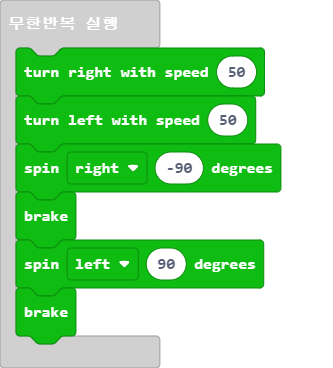 무한반복 실행
turn right with speed 50
turn left with speed 50
spin right -90 degrees
brake
spin left 90 degrees
brake